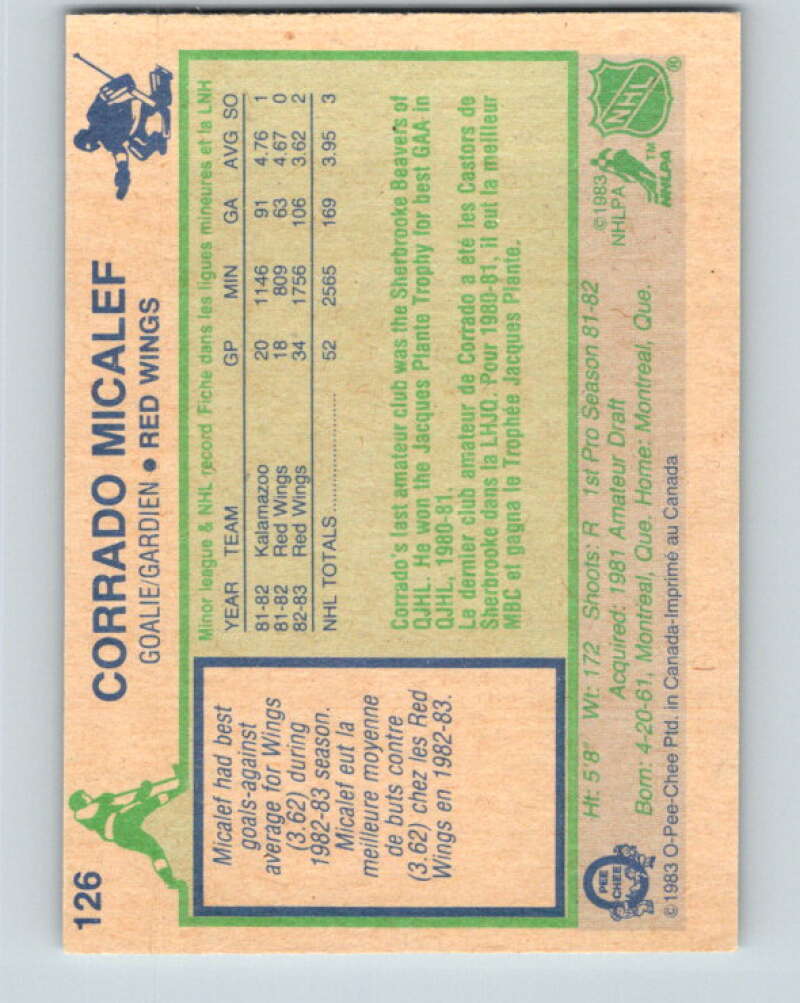 126
CORRADO MICALEF
GOALIE/GARDIEN • RED WINGS
Micalef had best
goals-against
average for Wings
(3.62) during
1982-83 season.
Micalef eut la
meilleure moyenne
de buts contre
(3.62) chez les Red
Wings en 1982-83.
Minor league & NHL record Fiche dans les ligues mineures et la LNH
YEAR TEAM GP MIN GA AVG SO
81-82 Kalamazoo 20 1146 91 4.76 1
81-82 Red Wings 18 809 63 4.67 0
82-83 Red Wings 34 1756 106 3.62 2
NHL TOTALS .................... 52 2565 169 3.95 3
Corrado's last amateur club was the Sherbrooke Beavers of
QJHL. He won the Jacques Plante Trophy for best GAA in
QJHL, 1980-81.
Le dernier club amateur de Corrado a été les Castors de
Sherbrooke dans la LHJQ. Pour 1980-81, il eut la meilleur
MBC et gagna le Trophée Jacques Plante.
PEE
CHEE
Ht: 5'8" Wt: 172 Shoots: R 1st Pro Season 81-82
Acquired: 1981 Amateur Draft
Born: 4-20-61, Montreal, Que. Home: Montreal, Que.
©1983 O-Pee-Chee Ptd. in Canada-Imprimé au Canada
©1983
NHLPA
NHL
®
TM
NHLPA